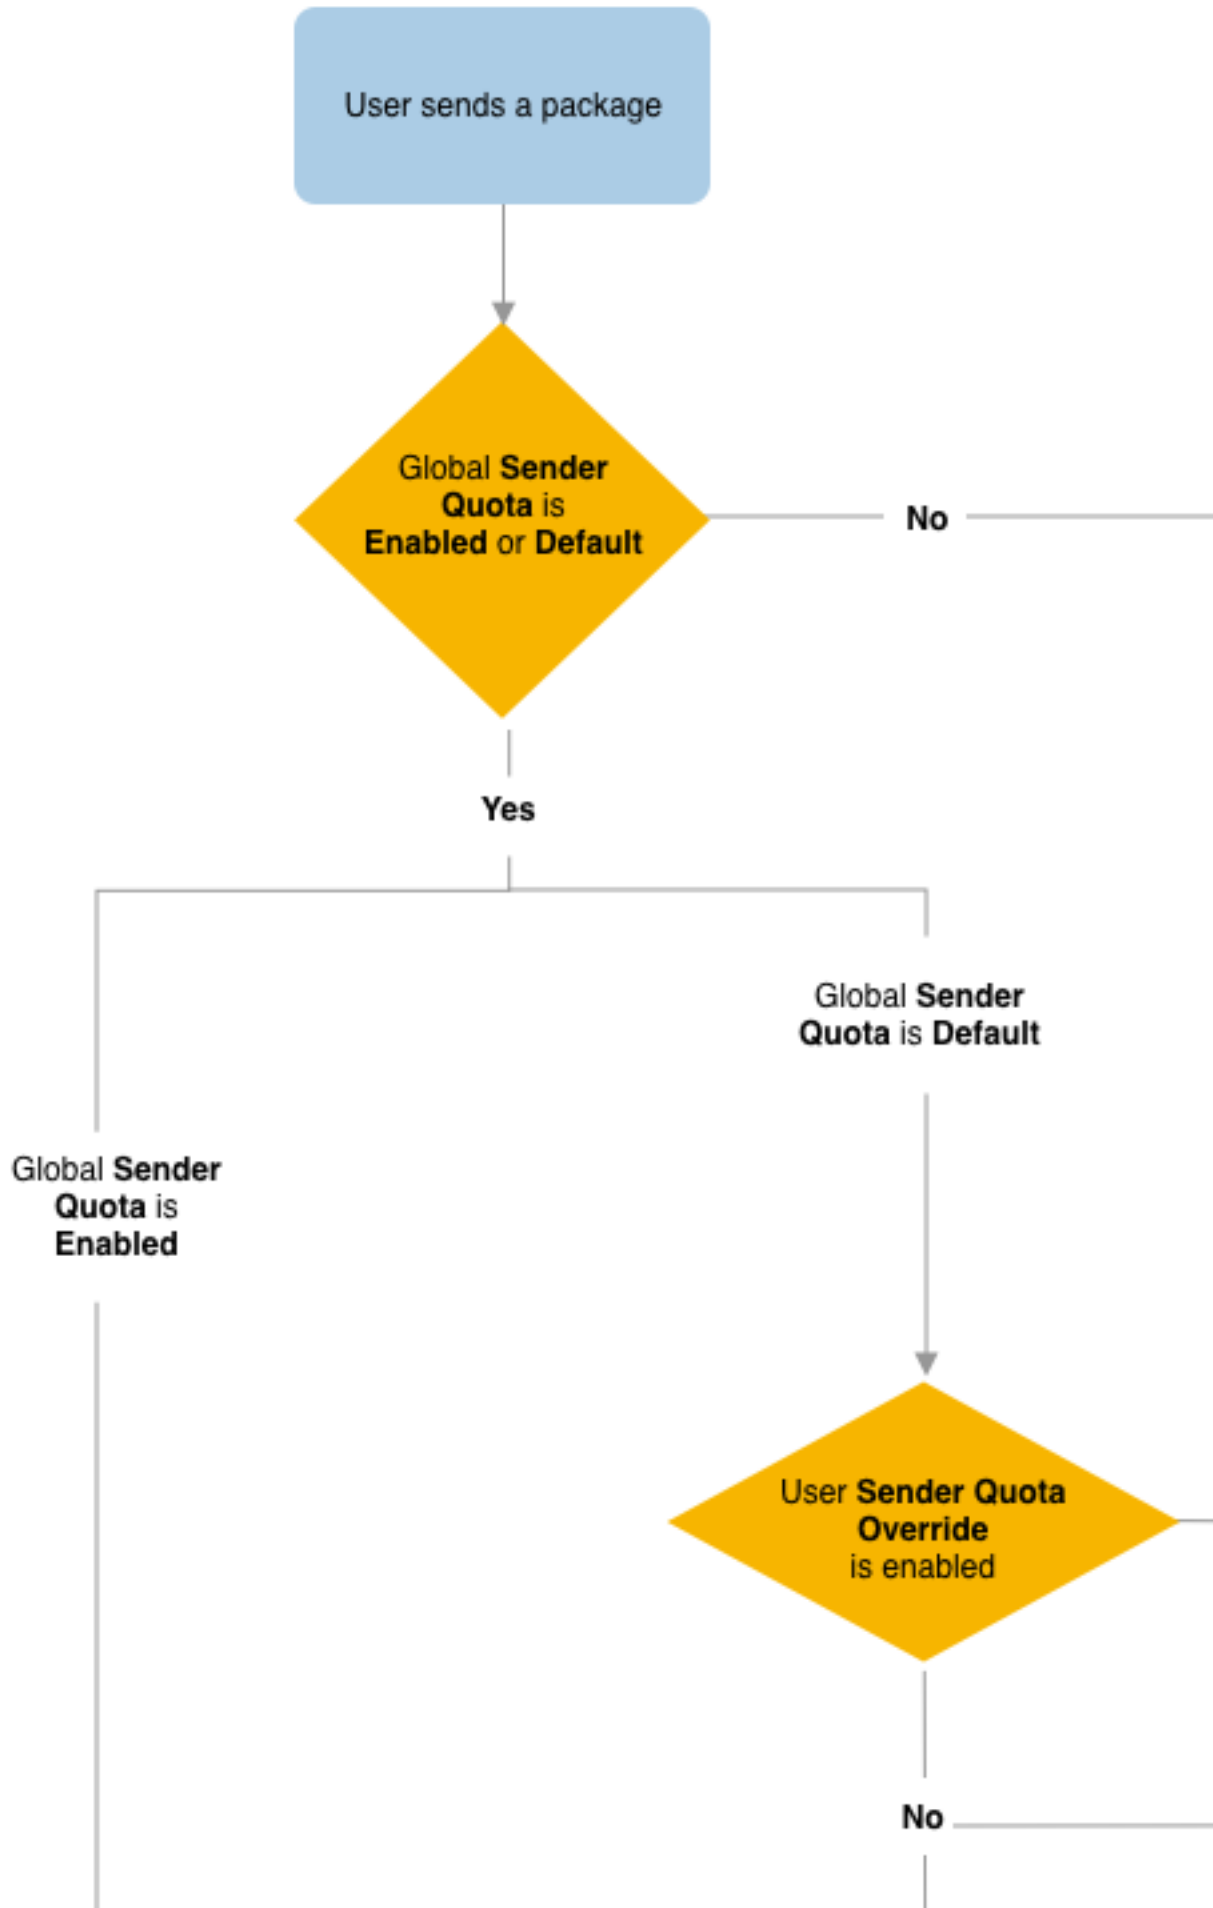 User sends a package
Global Sender
Quota is
Enabled or Default
No
Yes
Global Sender
Quota is Default
Global Sender
Quota is
Enabled
User Sender Quota
Override
is enabled
No